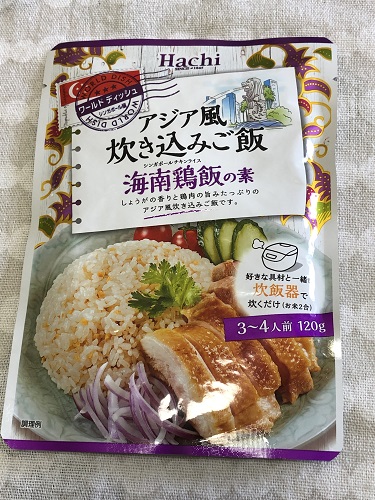 Hachi
SINCE 1845
WORLD DISH
ワールド ディッシュ
シンガポール編
WORLD DISH
アジア風
炊き込みご飯
シンガポールチキンライス
海南鶏飯の素
しょうがの香りと鶏肉の旨みたっぷりの
アジア風炊き込みご飯です。
好きな具材と一緒に
炊飯器で
炊くだけ(お米2合)
3~4人前 120g
調理例